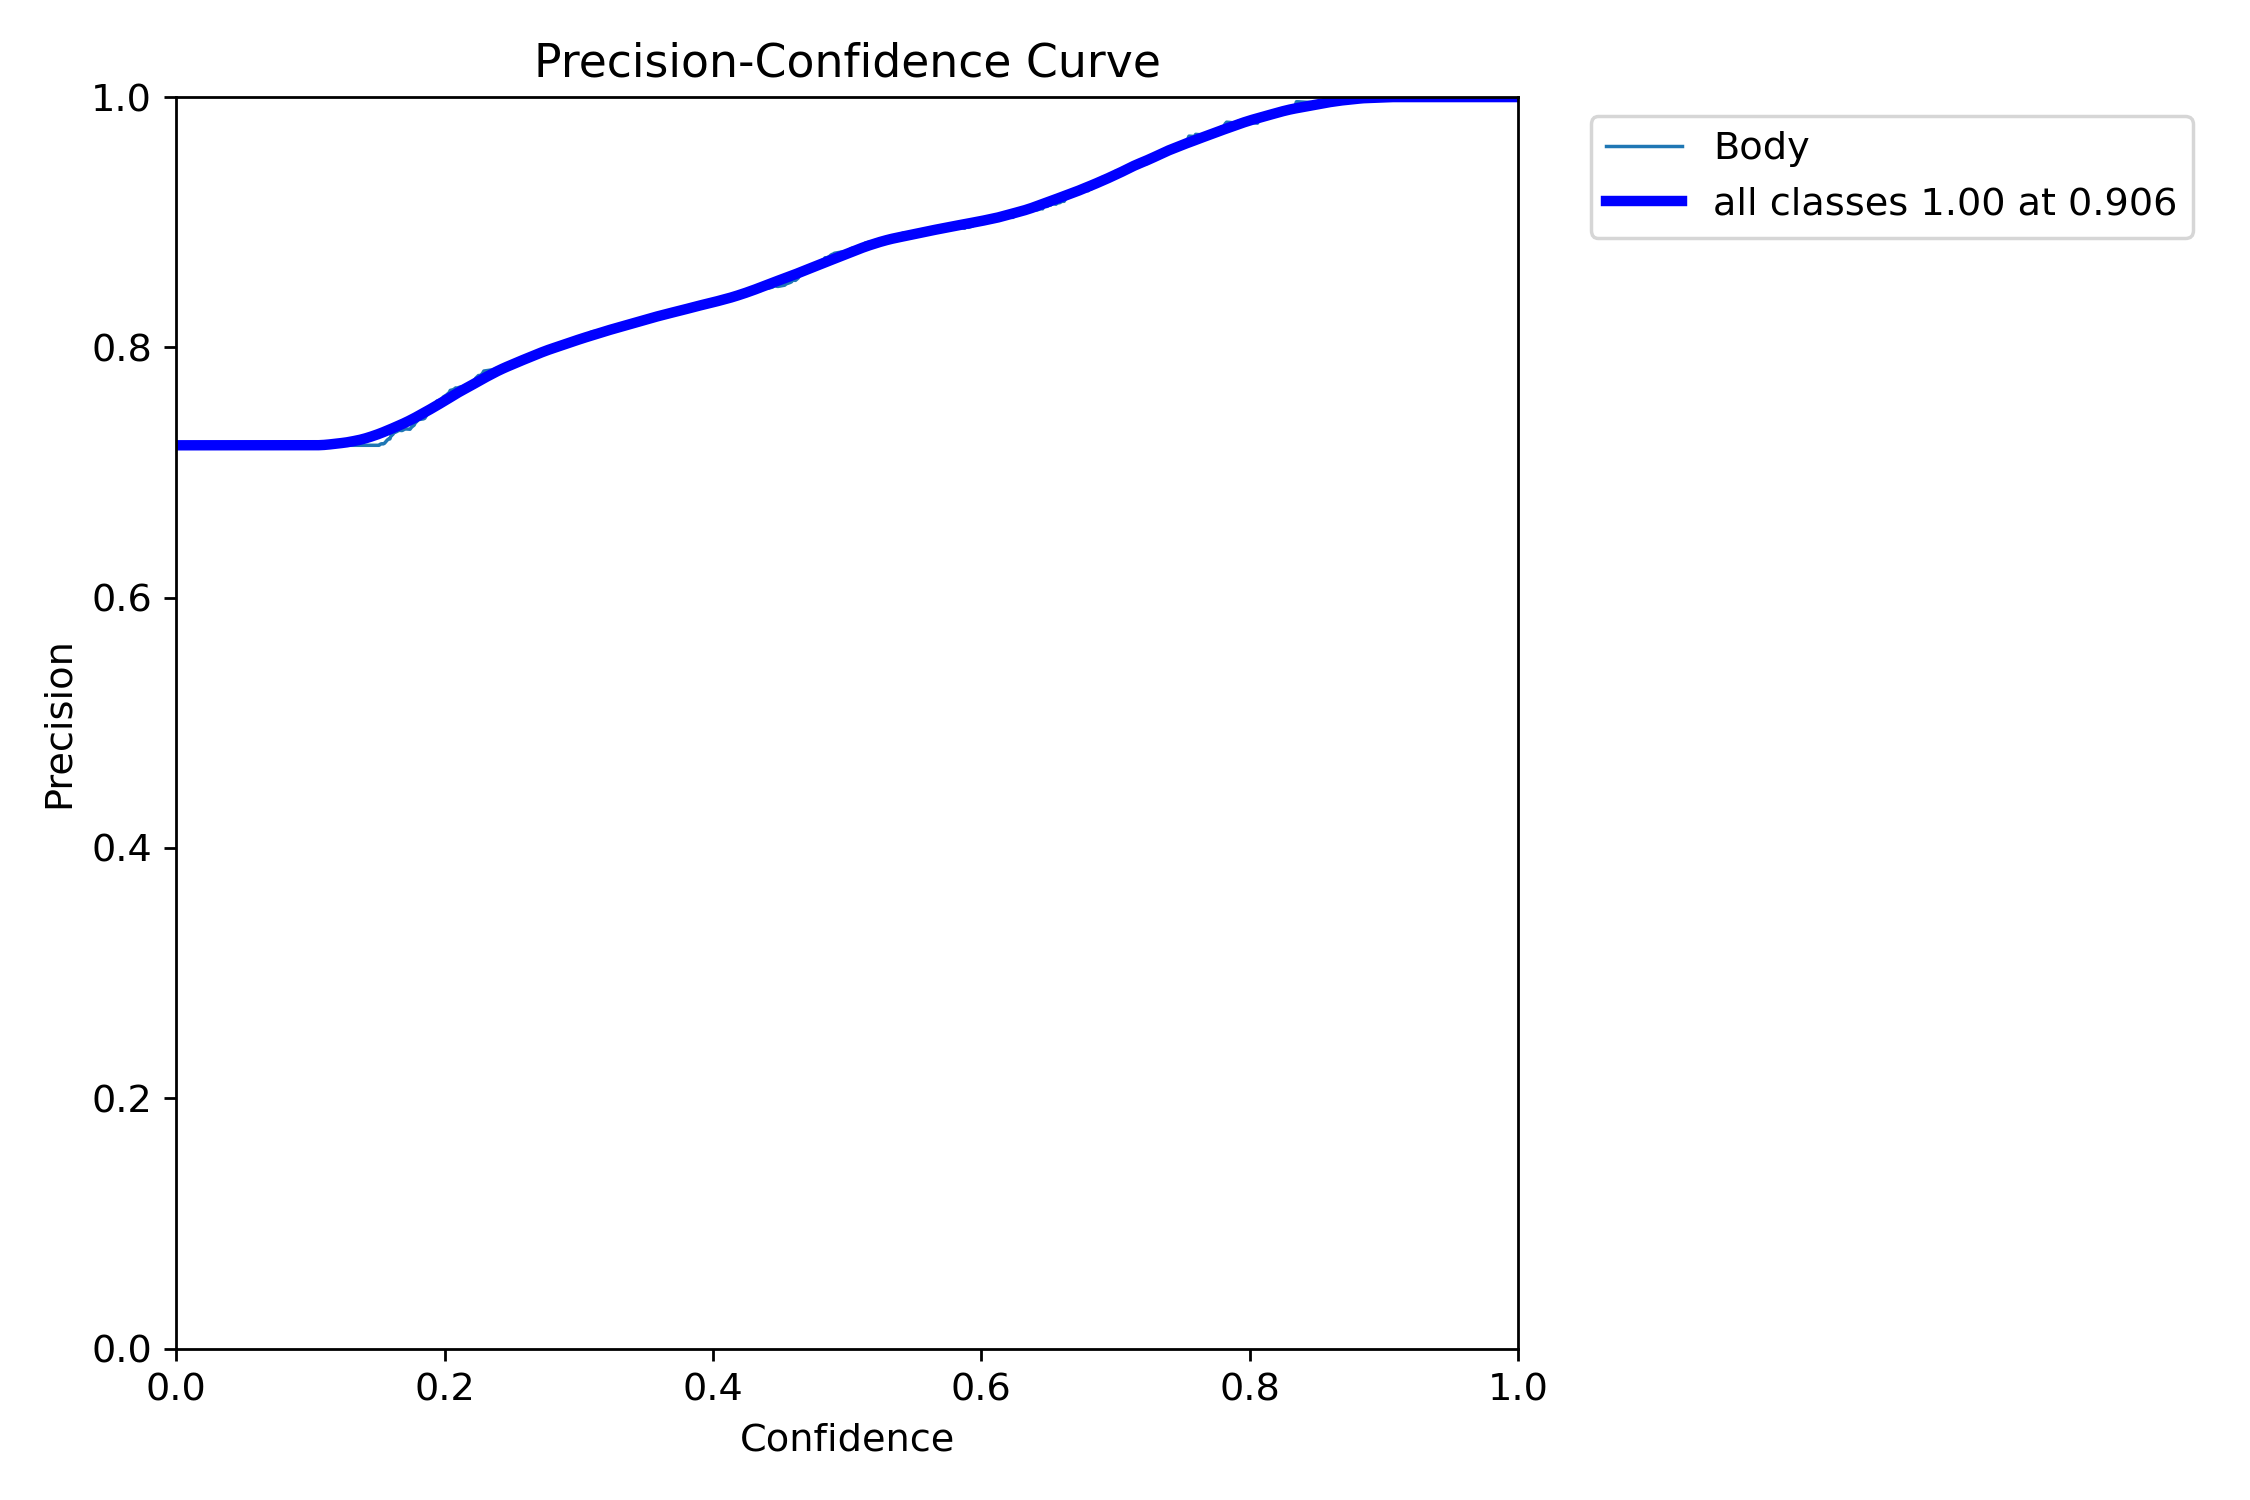 Precision-Confidence Curve
1.0
0.8
0.6
0.4
0.2
0.0
Precision
0.0 0.2 0.4 0.6 0.8 1.0
Confidence
Body
all classes 1.00 at 0.906